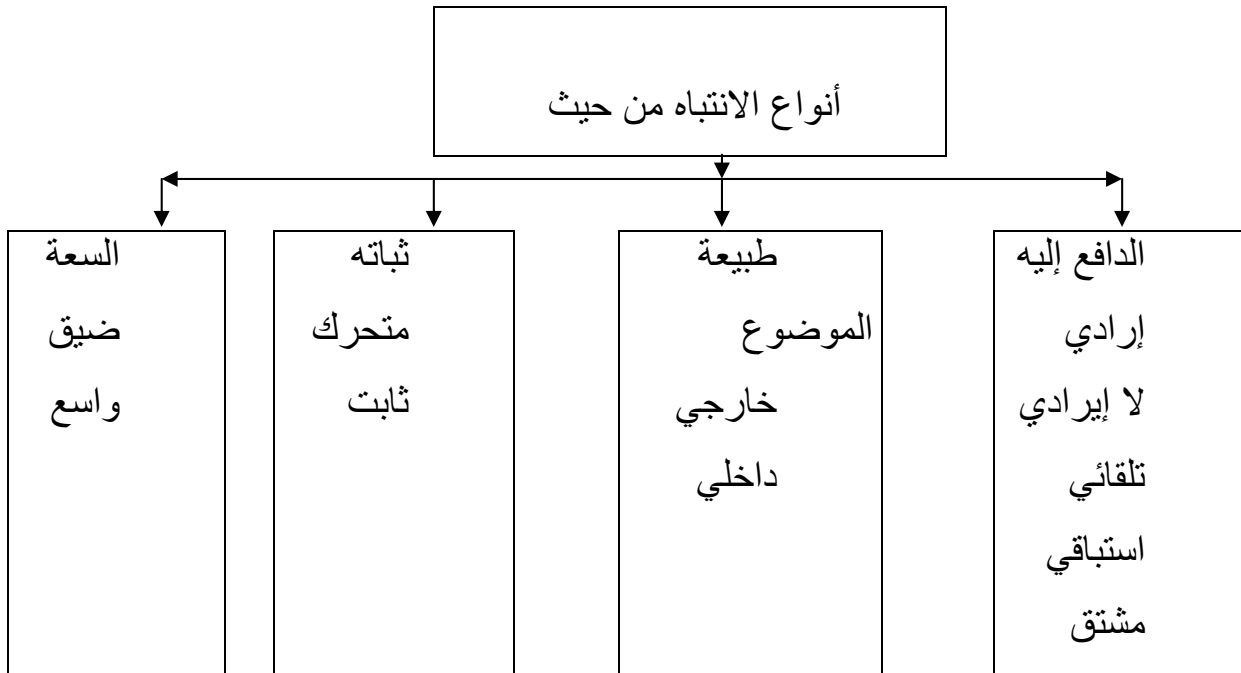 أنواع الانتباه من حيث
الدافع إليه
إرادي
لا إيرادي
تلقائي
استباقي
مشتق
طبيعة
الموضوع
خارجي
داخلي
ثباته
متحرك
ثابت
السعة
ضيق
واسع